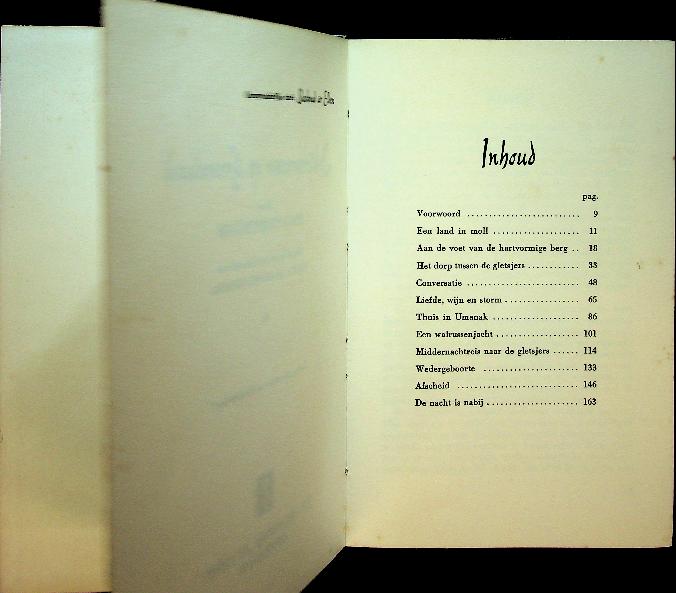 Inhoud
pag.
Voorwoord .......................... 9
Een land in moll .................... 11
Aan de voet van de hartvormige berg .. 18
Het dorp tussen de gletsjers ............ 33
Conversatie .......................... 48
Liefde, wijn en storm ................. 65
Thuis in Umanak .................... 86
Een walrussenjacht ................... 101
Middernachtreis naar de gletsjers ...... 114
Wedergeboorte ...................... 133
Afscheid ............................ 146
De nacht is nabij ..................... 163